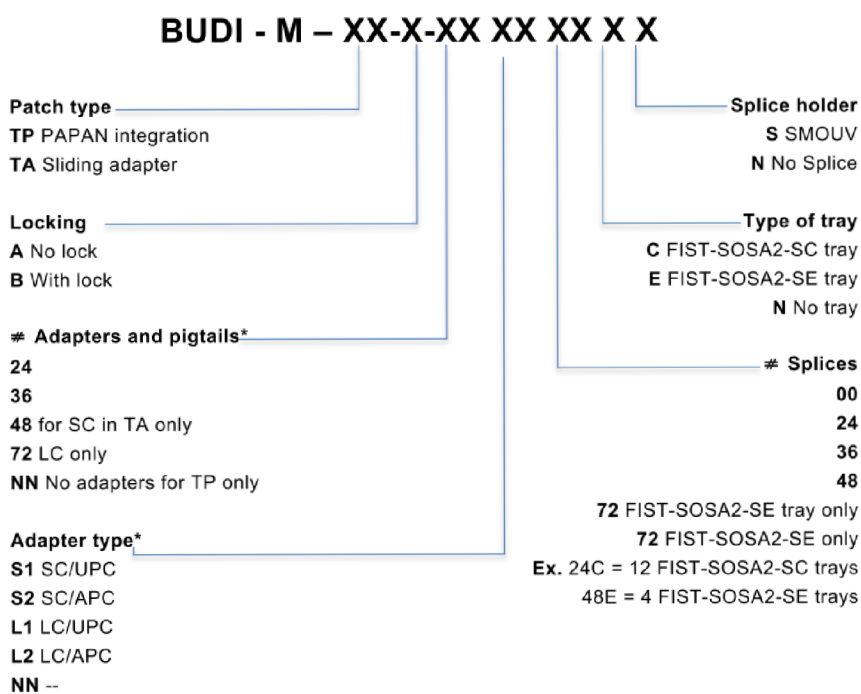 BUDI - M – XX-X-XX XX XX X X
Patch type
TP PAPAN integration
TA Sliding adapter
Locking
A No lock
B With lock
# Adapters and pigtails*
24
36
48 for SC in TA only
72 LC only
NN No adapters for TP only
Adapter type*
S1 SC/UPC
S2 SC/APC
L1 LC/UPC
L2 LC/APC
NN --
Splice holder
S SMOUV
N No Splice
Type of tray
C FIST-SOSA2-SC tray
E FIST-SOSA2-SE tray
N No tray
# Splices
00
24
36
48
72 FIST-SOSA2-SE tray only
72 FIST-SOSA2-SE only
Ex. 24C = 12 FIST-SOSA2-SC trays
48E = 4 FIST-SOSA2-SE trays